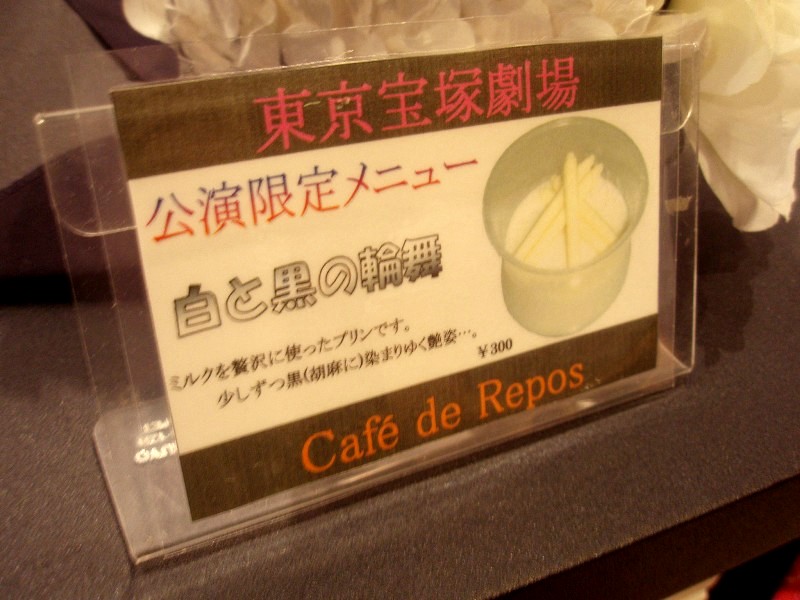 東京宝塚劇場
公演限定メニュー
白と黒の輪舞
ミルクを贅沢に使ったプリンです。
少しずつ黒(胡麻に)染まりゆく艶姿…。
￥300
Café de Repos